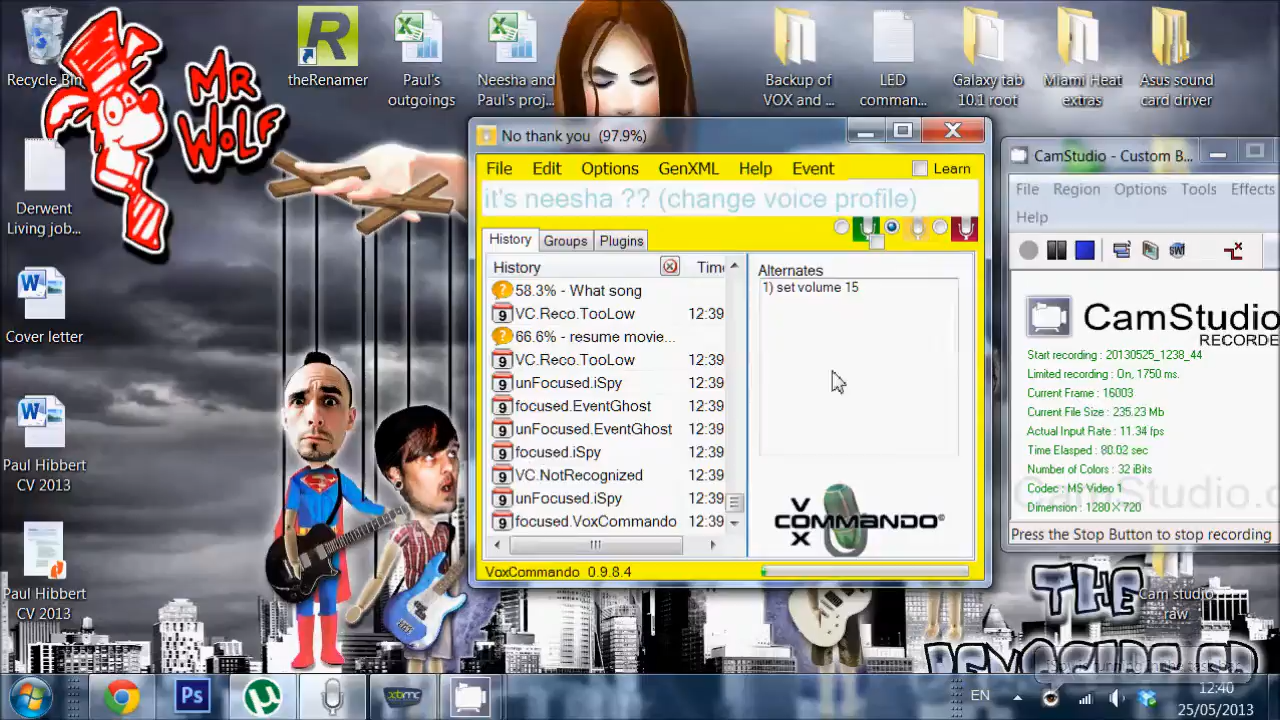 Recycle Bin
theRenamer
Paul's
outgoings
Neesha and
Paul's proj...
Backup of
VOX and ...
LED
comman...
Galaxy tab
10.1 root
Miami Heat
extras
Asus sound
card driver
MR
WOLF
Derwent
Living job...
Cover letter
Paul Hibbert
CV 2013
Paul Hibbert
CV 2013
No thank you (97.9%)
File Edit Options GenXML Help Event Learn
it's neesha ?? (change voice profile)
History Groups Plugins
History Time
58.3% - What song
VC.Reco.TooLow 12:39
66.6% - resume movie...
VC.Reco.TooLow 12:39
unFocused.iSpy 12:39
focused.EventGhost 12:39
unFocused.EventGhost 12:39
focused.iSpy 12:39
VC.NotRecognized 12:39
unFocused.iSpy 12:39
focused.VoxCommando 12:39
Alternates
1) set volume 15
VOX
COMMANDO
VoxCommando 0.9.8.4
CamStudio - Custom B...
File Region Options Tools Effects
Help
CamStudio
RECORDE
Start recording : 20130525_1238_44
Limited recording : On, 1750 ms.
Current Frame : 16003
Current File Size : 235.23 Mb
Actual Input Rate : 11.34 fps
Time Elasped : 80.02 sec
Number of Colors : 32 iBits
Codec : MS Video 1
Dimension : 1280 X 720
Press the Stop Button to stop recording
THE
Cam studio
raw
Ps
xbmc
EN
12:40
25/05/2013